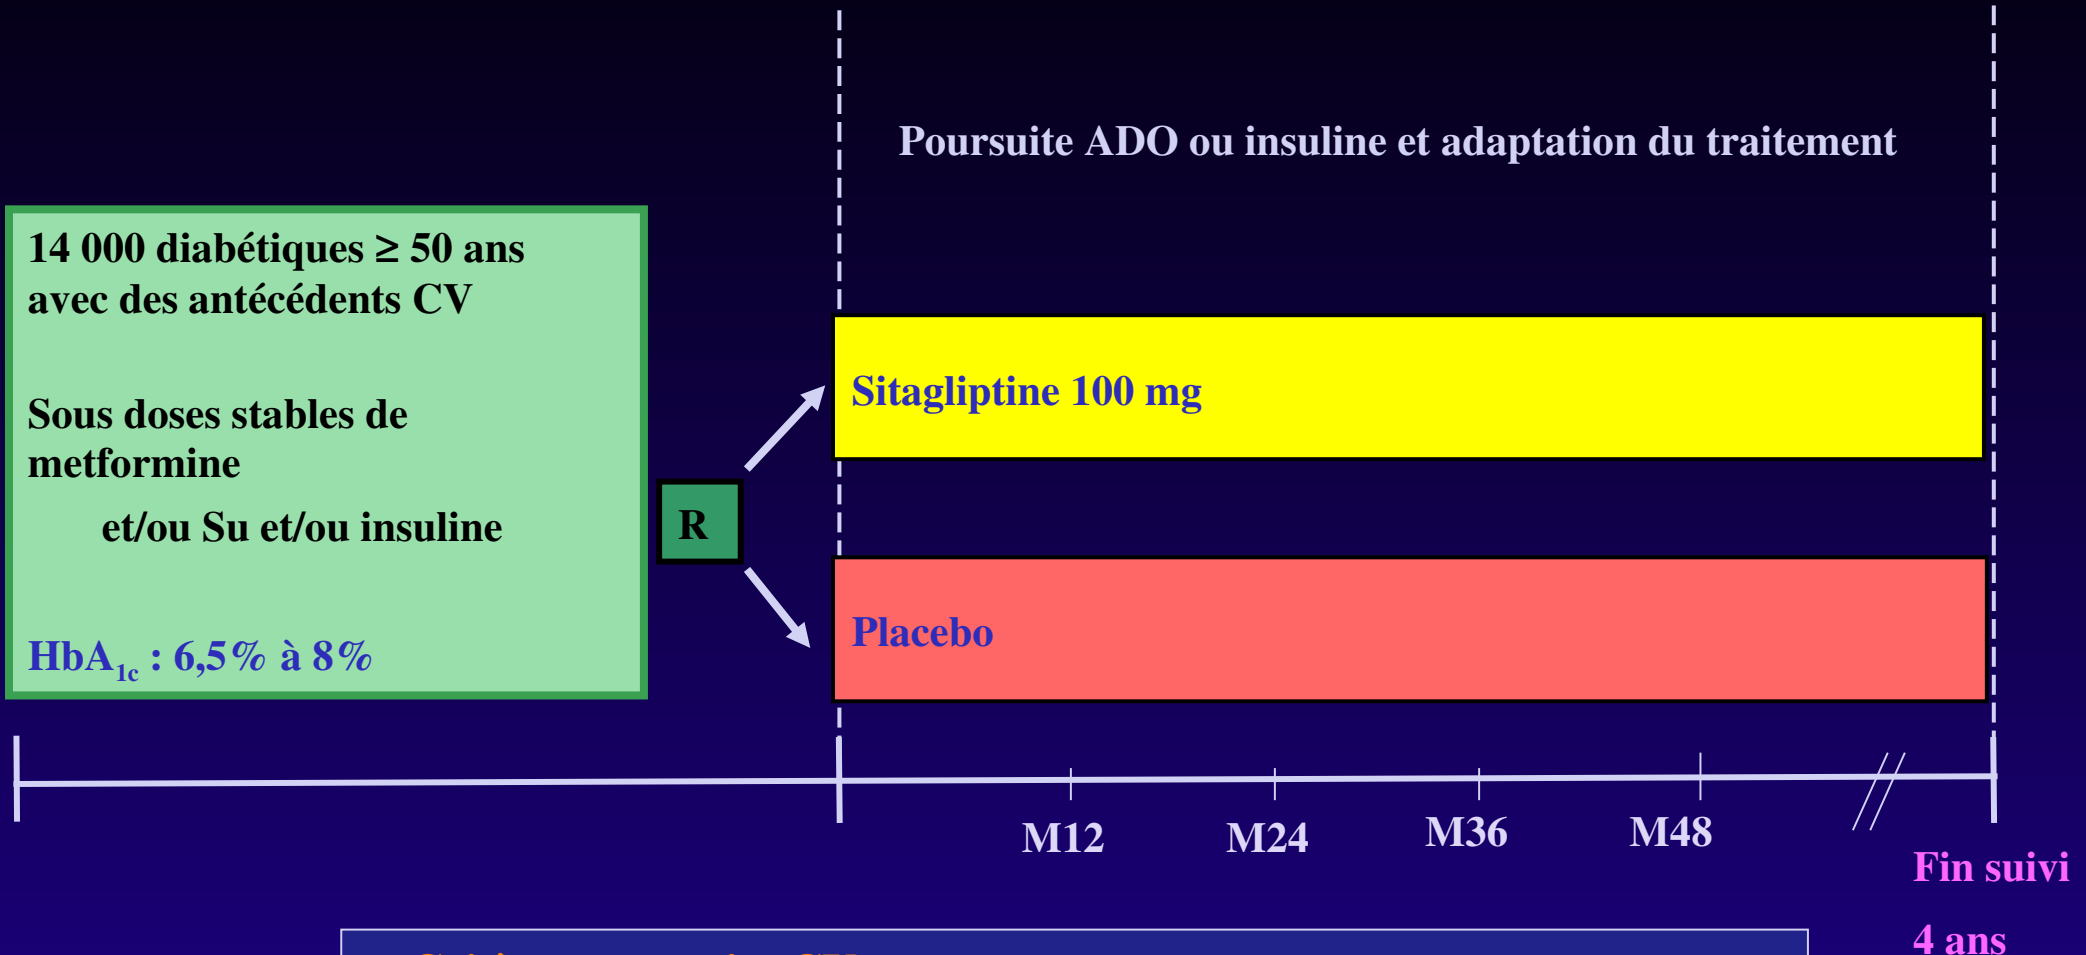 Poursuite ADO ou insuline et adaptation du traitement
14 000 diabétiques ≥ 50 ans
avec des antécédents CV
Sous doses stables de
metformine
et/ou Su et/ou insuline
HbA1c : 6,5% à 8%
R
Sitagliptine 100 mg
Placebo
M12
M24
M36
M48
Fin suivi
4 ans